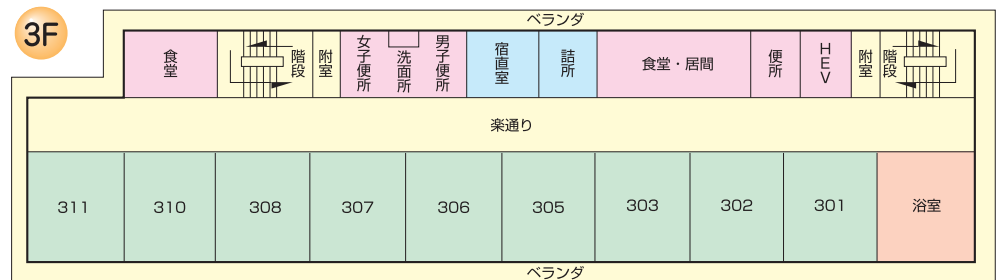 3F
ベランダ
食堂
階段
附室
女子便所
洗面所
男子便所
宿直室
詰所
食堂・居間
便所
HEV
附室
階段
楽通り
311
310
308
307
306
305
303
302
301
浴室
ベランダ